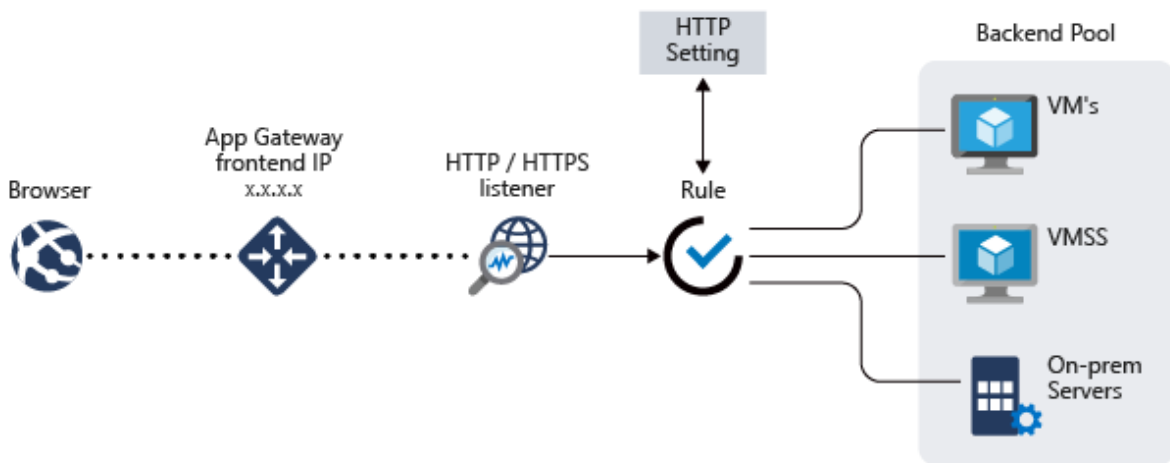 HTTP
Setting
Backend Pool
VM's
App Gateway
frontend IP
x.x.x.x
HTTP / HTTPS
listener
Browser
Rule
VMSS
On-prem
Servers